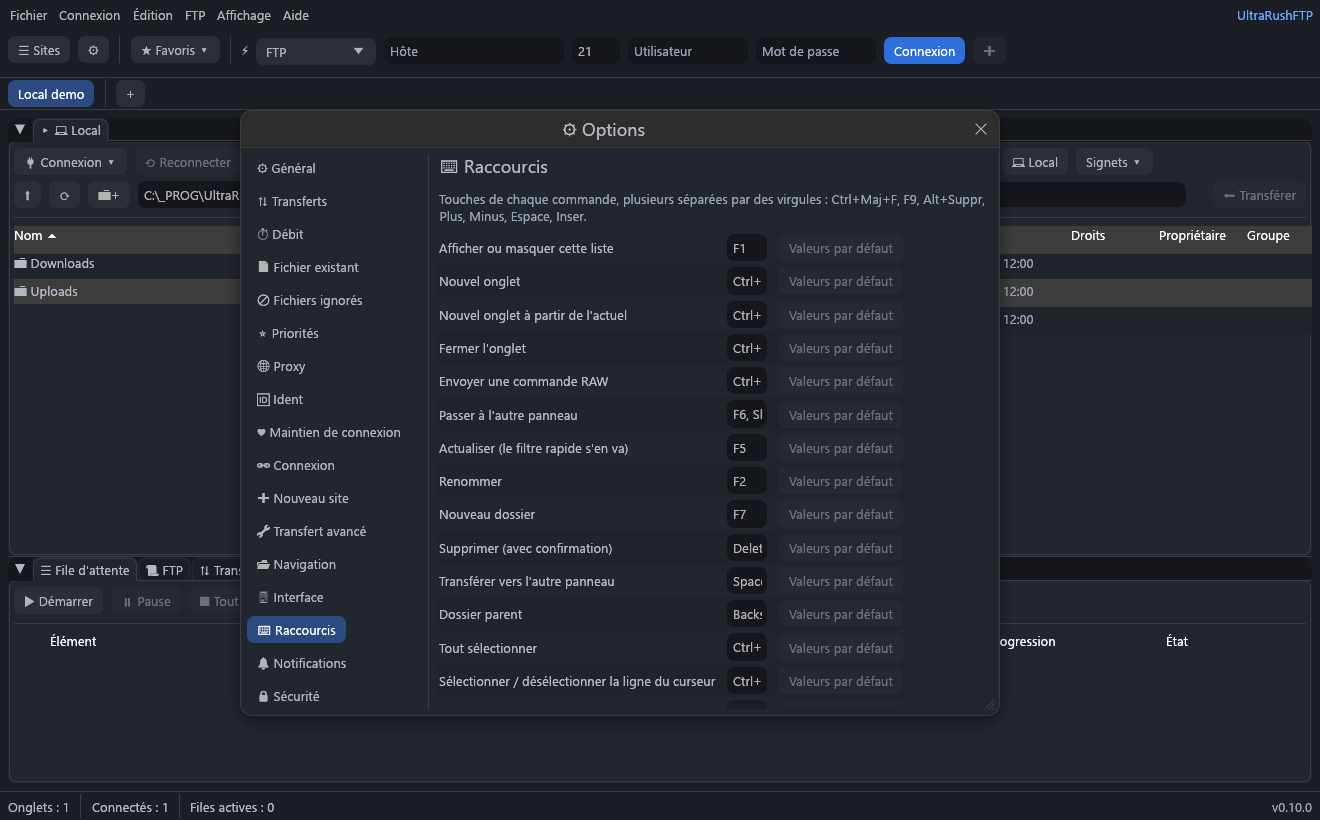 Fichier Connexion Édition FTP Affichage Aide UltraRushFTP
Sites Favoris FTP Hôte 21 Utilisateur Mot de passe Connexion +
Local demo +
Local
Options
Connexion Reconnecter Local Signets
C:\_PROG\UltraR Transférer
Nom Droits Propriétaire Groupe
Downloads 12:00
Uploads 12:00
12:00
Général
Transferts
Débit
Fichier existant
Fichiers ignorés
Priorités
Proxy
Ident
Maintien de connexion
Connexion
Nouveau site
Transfert avancé
Navigation
Interface
Raccourcis
Notifications
Sécurité
Raccourcis
Touches de chaque commande, plusieurs séparées par des virgules : Ctrl+Maj+F, F9, Alt+Suppr,
Plus, Minus, Espace, Inser.
Afficher ou masquer cette liste F1 Valeurs par défaut
Nouvel onglet Ctrl+ Valeurs par défaut
Nouvel onglet à partir de l'actuel Ctrl+ Valeurs par défaut
Fermer l'onglet Ctrl+ Valeurs par défaut
Envoyer une commande RAW Ctrl+ Valeurs par défaut
Passer à l'autre panneau F6, Sl Valeurs par défaut
Actualiser (le filtre rapide s'en va) F5 Valeurs par défaut
Renommer F2 Valeurs par défaut
Nouveau dossier F7 Valeurs par défaut
Supprimer (avec confirmation) Delet Valeurs par défaut
Transférer vers l'autre panneau Spac Valeurs par défaut
Dossier parent Backs Valeurs par défaut
Tout sélectionner Ctrl+ Valeurs par défaut
Sélectionner / désélectionner la ligne du curseur Ctrl+ Valeurs par défaut
File d'attente FTP Trans
Démarrer Pause Tout
Élément ogression État
Onglets : 1 Connectés : 1 Files actives : 0 v0.10.0